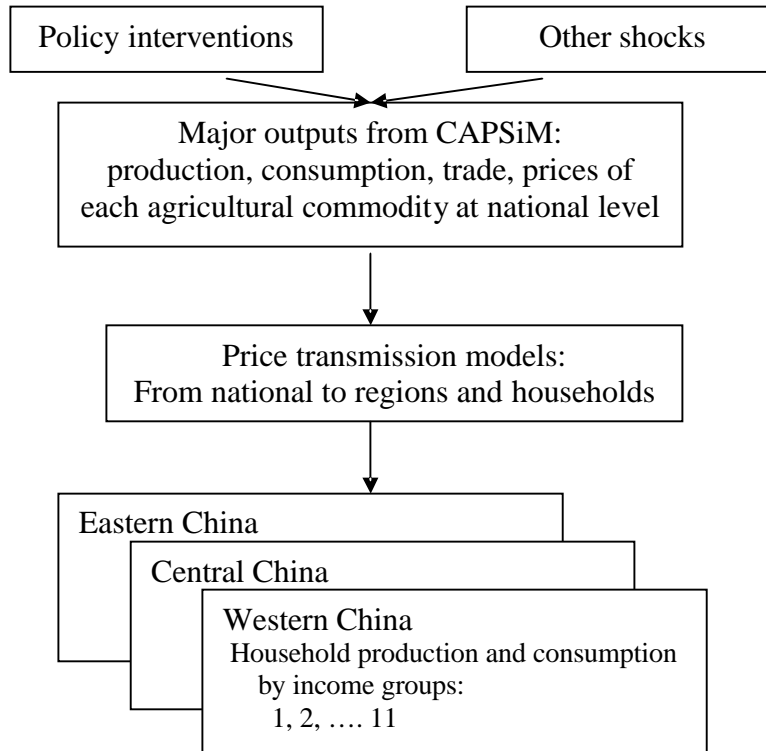 Policy interventions
Other shocks
Major outputs from CAPSiM:
production, consumption, trade, prices of
each agricultural commodity at national level
Price transmission models:
From national to regions and households
Eastern China
Central China
Western China
Household production and consumption
by income groups:
1, 2, …. 11